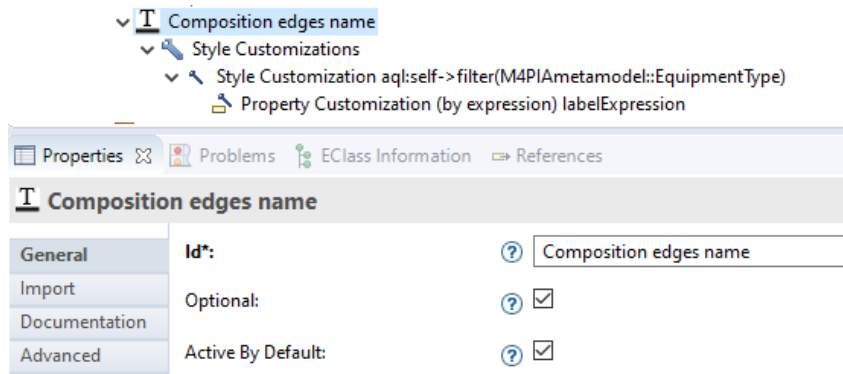 Composition edges name
Style Customizations
Style Customization aql:self->filter(M4PIAmetamodel::EquipmentType)
Property Customization (by expression) labelExpression
Properties Problems EClass Information References
T Composition edges name
General Id*: ? Composition edges name
Import
Optional: ?
Documentation
Advanced Active By Default: ?